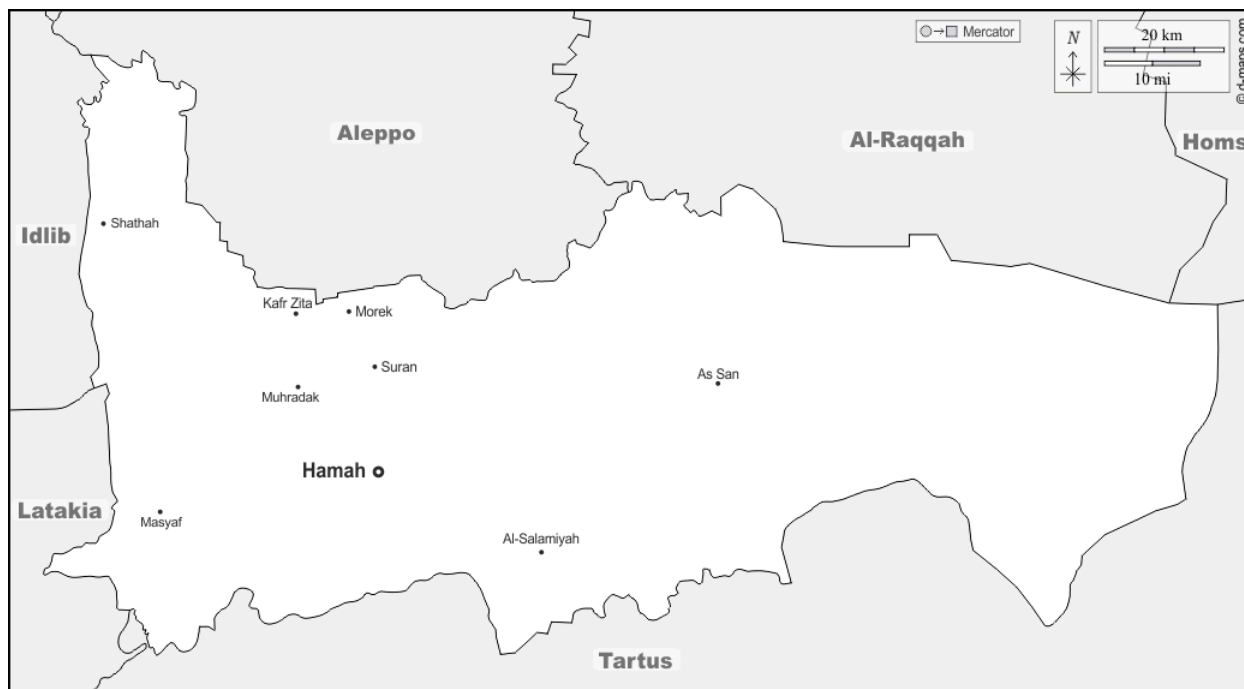 Mercator
N
20 km
10 mi
© d-maps.com
Aleppo
Al-Raqqah
Homs
Shathah
Idlib
Kafr Zita
Morek
Suran
As San
Muhradak
Hamah
Latakia
Masyaf
Al-Salamiyah
Tartus